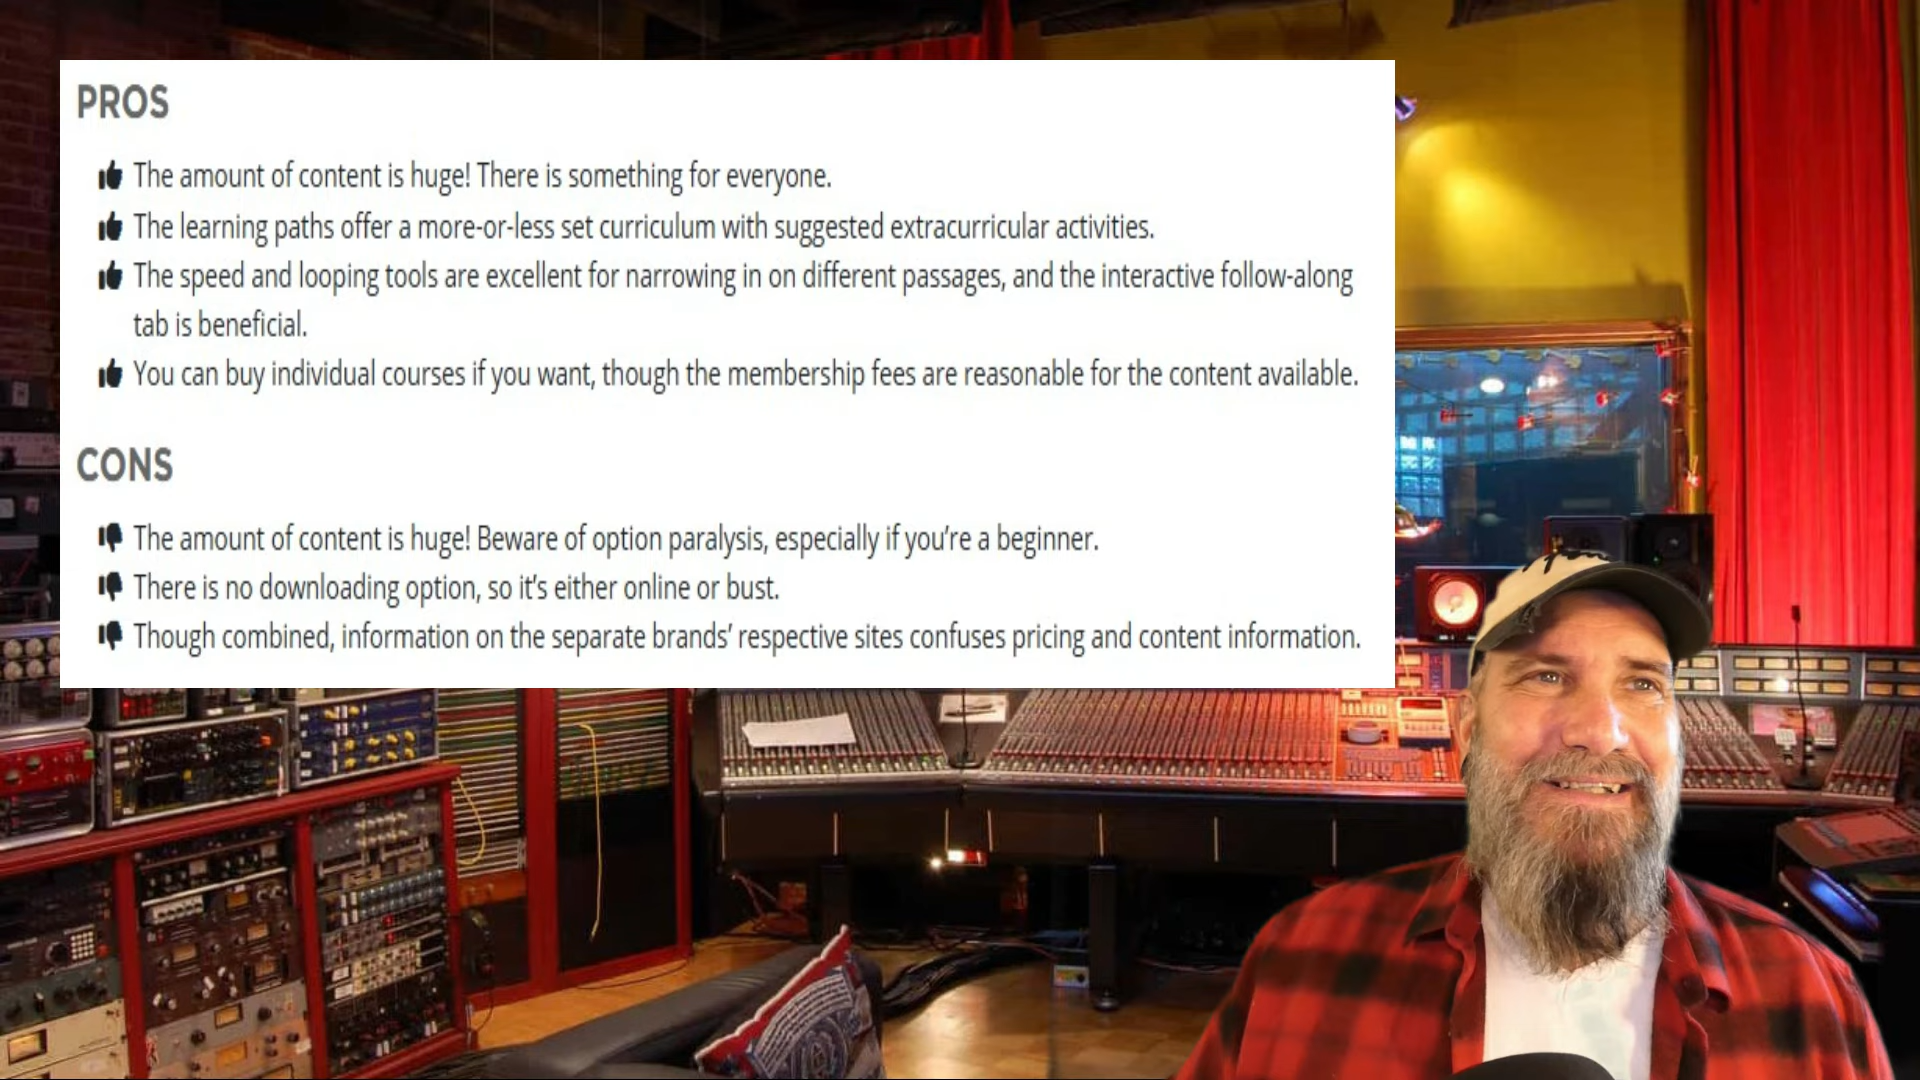 PROS
The amount of content is huge! There is something for everyone.
The learning paths offer a more-or-less set curriculum with suggested extracurricular activities.
The speed and looping tools are excellent for narrowing in on different passages, and the interactive follow-along
tab is beneficial.
You can buy individual courses if you want, though the membership fees are reasonable for the content available.
CONS
The amount of content is huge! Beware of option paralysis, especially if you’re a beginner.
There is no downloading option, so it’s either online or bust.
Though combined, information on the separate brands’ respective sites confuses pricing and content information.